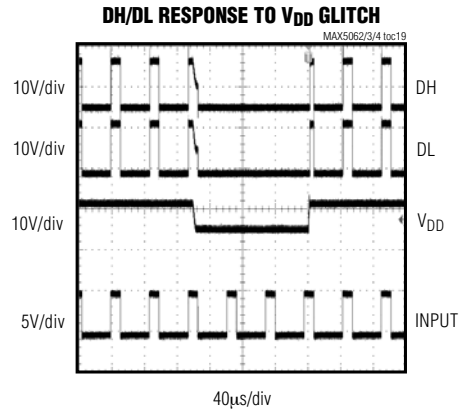 DH/DL RESPONSE TO VDD GLITCH
MAX5062/3/4 toc19
10V/div
DH
10V/div
DL
10V/div
VDD
5V/div
INPUT
40μs/div